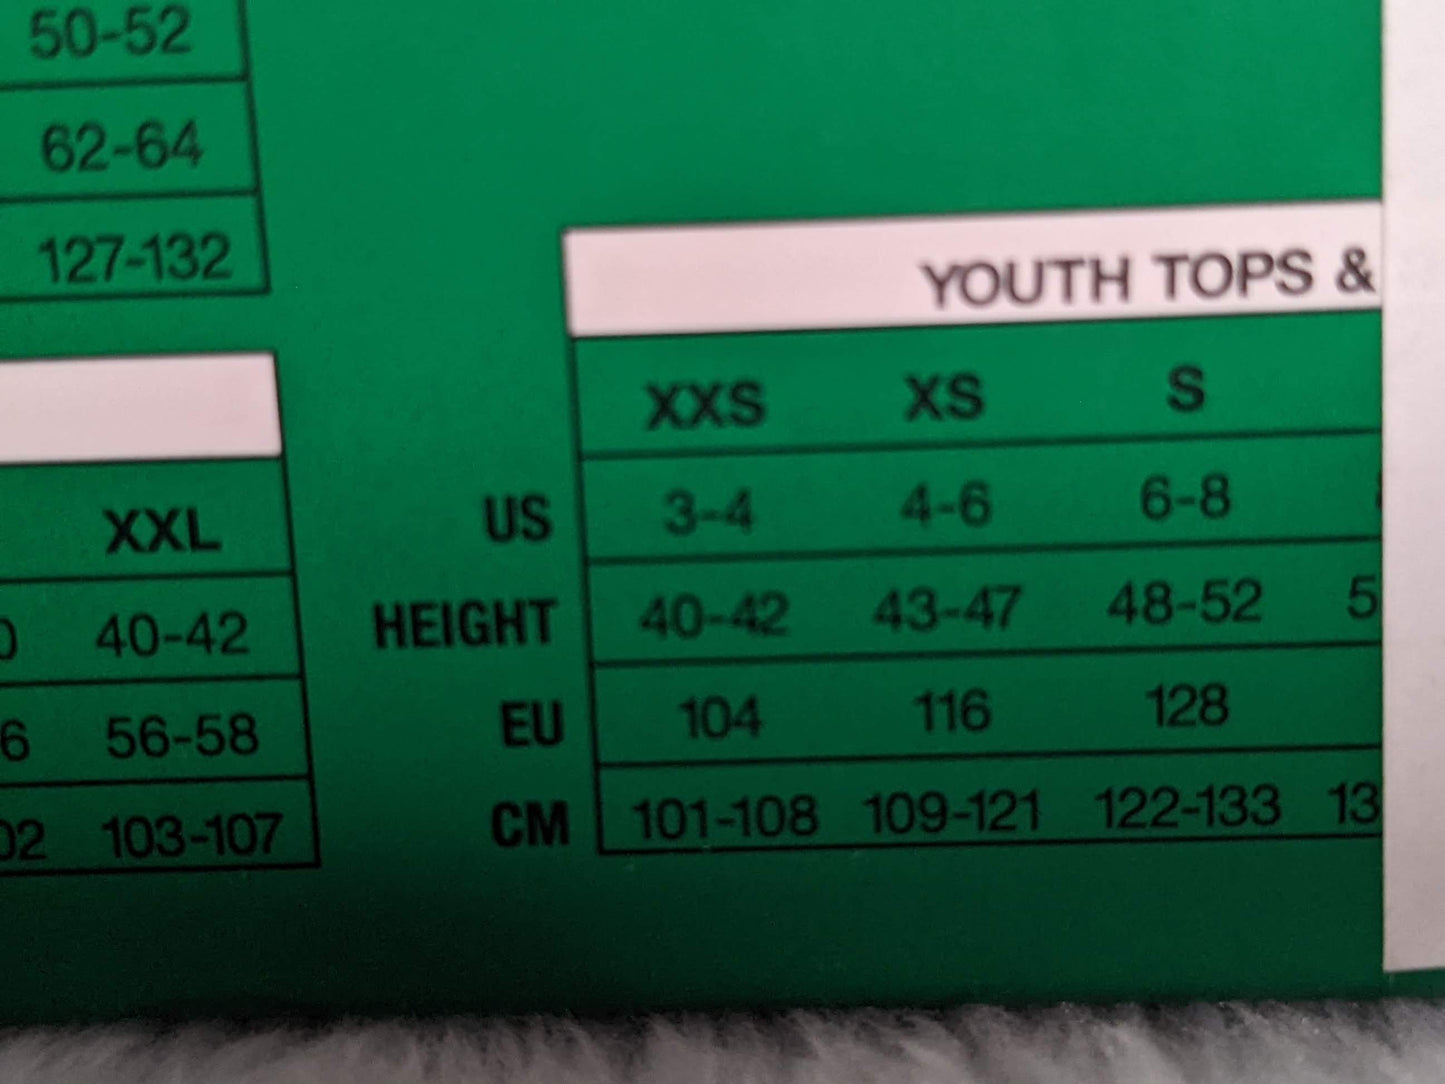 50-52
62-64
127-132
XXL
40-42
56-58
103-107
YOUTH TOPS &
XXS XS S
US 3-4 4-6 6-8
HEIGHT 40-42 43-47 48-52
EU 104 116 128
CM 101-108 109-121 122-133